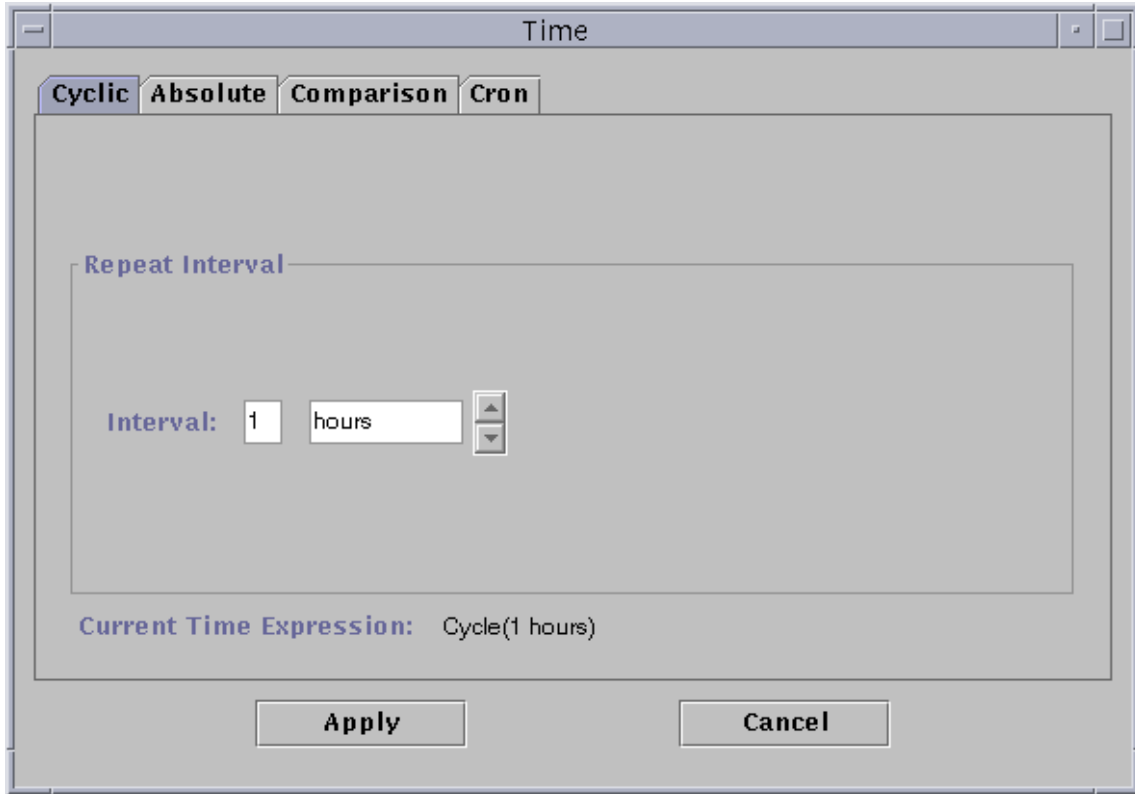 Time
Cyclic Absolute Comparison Cron
Repeat Interval
Interval: 1 hours
Current Time Expression: Cycle(1 hours)
Apply Cancel